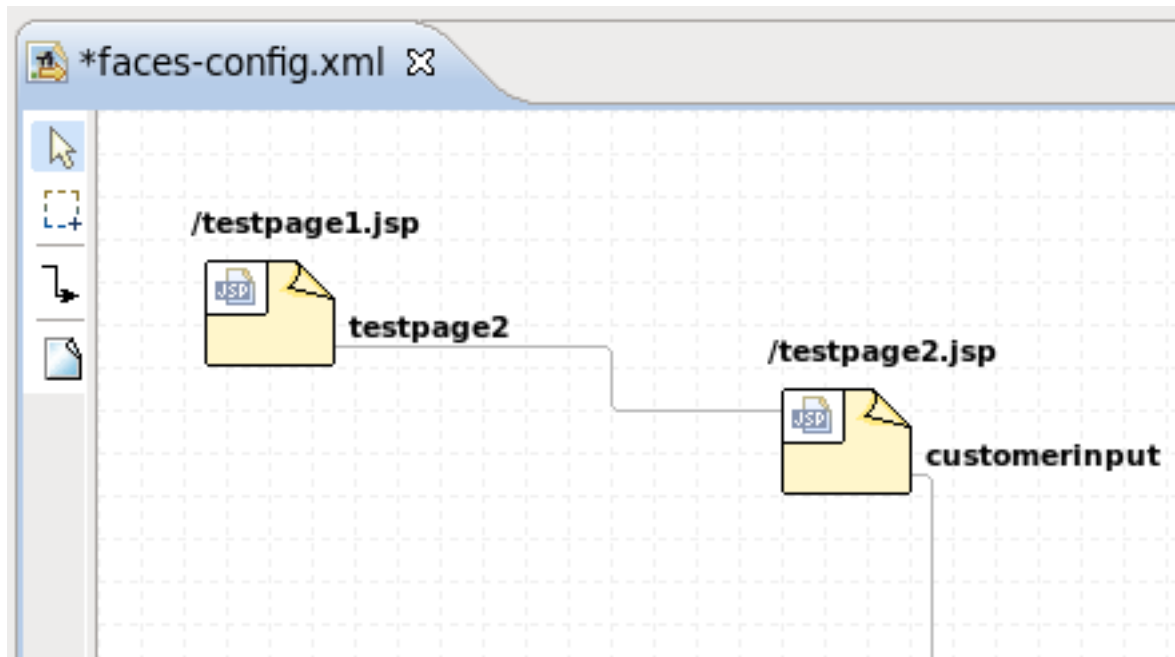 *faces-config.xml
/testpage1.jsp
JSP
testpage2
/testpage2.jsp
JSP
customerinput